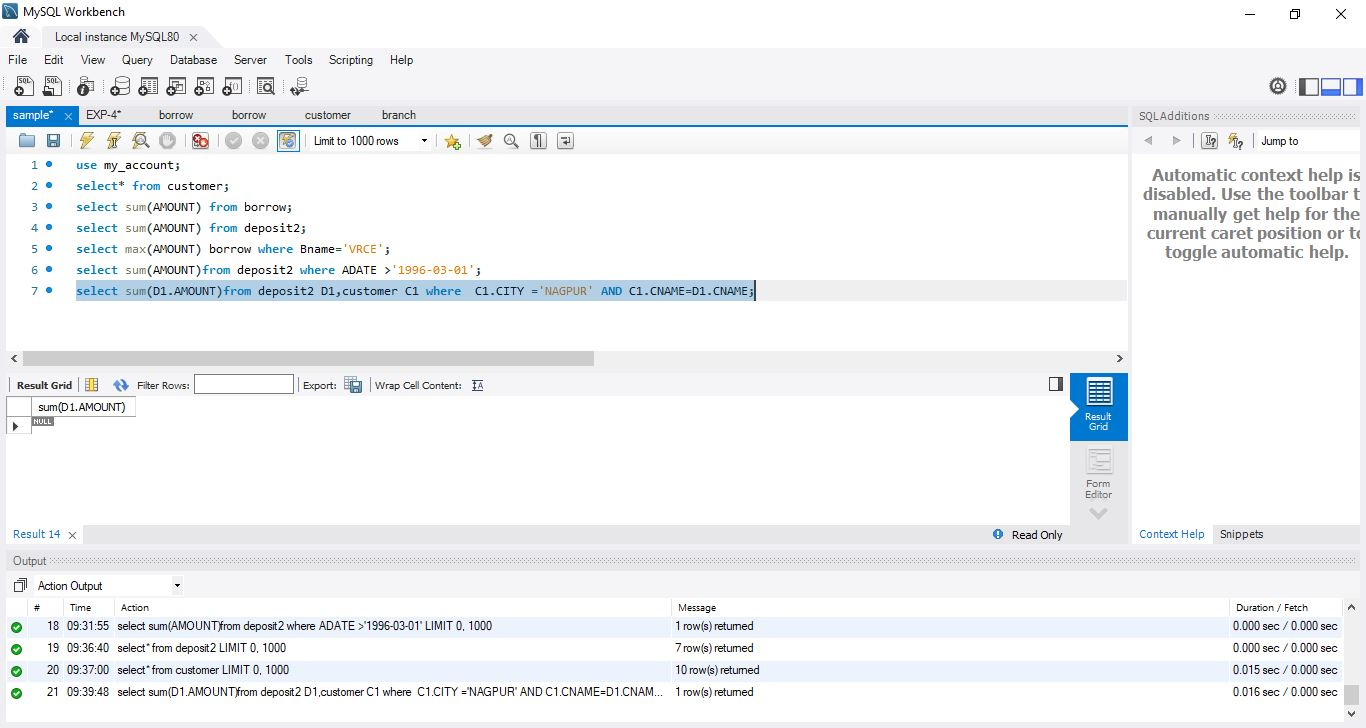 MySQL Workbench
Local instance MySQL80
File Edit View Query Database Server Tools Scripting Help
sample* EXP-4* borrow borrow customer branch
SQLAdditions
Limit to 1000 rows
Jump to
1 use my_account;
2 select* from customer;
3 select sum(AMOUNT) from borrow;
4 select sum(AMOUNT) from deposit2;
5 select max(AMOUNT) borrow where Bname='VRCE';
6 select sum(AMOUNT)from deposit2 where ADATE >'1996-03-01';
7 select sum(D1.AMOUNT)from deposit2 D1,customer C1 where  C1.CITY ='NAGPUR' AND C1.CNAME=D1.CNAME;
Automatic context help is
disabled. Use the toolbar t
manually get help for the
current caret position or to
toggle automatic help.
Result Grid Filter Rows: Export: Wrap Cell Content:
sum(D1.AMOUNT)
NULL
Result
Grid
Form
Editor
Result 14
Read Only
Context Help Snippets
Output
Action Output
# Time Action Message Duration / Fetch
18 09:31:55 select sum(AMOUNT)from deposit2 where ADATE >'1996-03-01' LIMIT 0, 1000 1 row(s) returned 0.000 sec / 0.000 sec
19 09:36:40 select* from deposit2 LIMIT 0, 1000 7 row(s) returned 0.000 sec / 0.000 sec
20 09:37:00 select* from customer LIMIT 0, 1000 10 row(s) returned 0.015 sec / 0.000 sec
21 09:39:48 select sum(D1.AMOUNT)from deposit2 D1,customer C1 where  C1.CITY ='NAGPUR' AND C1.CNAME=D1.CNAM... 1 row(s) returned 0.016 sec / 0.000 sec